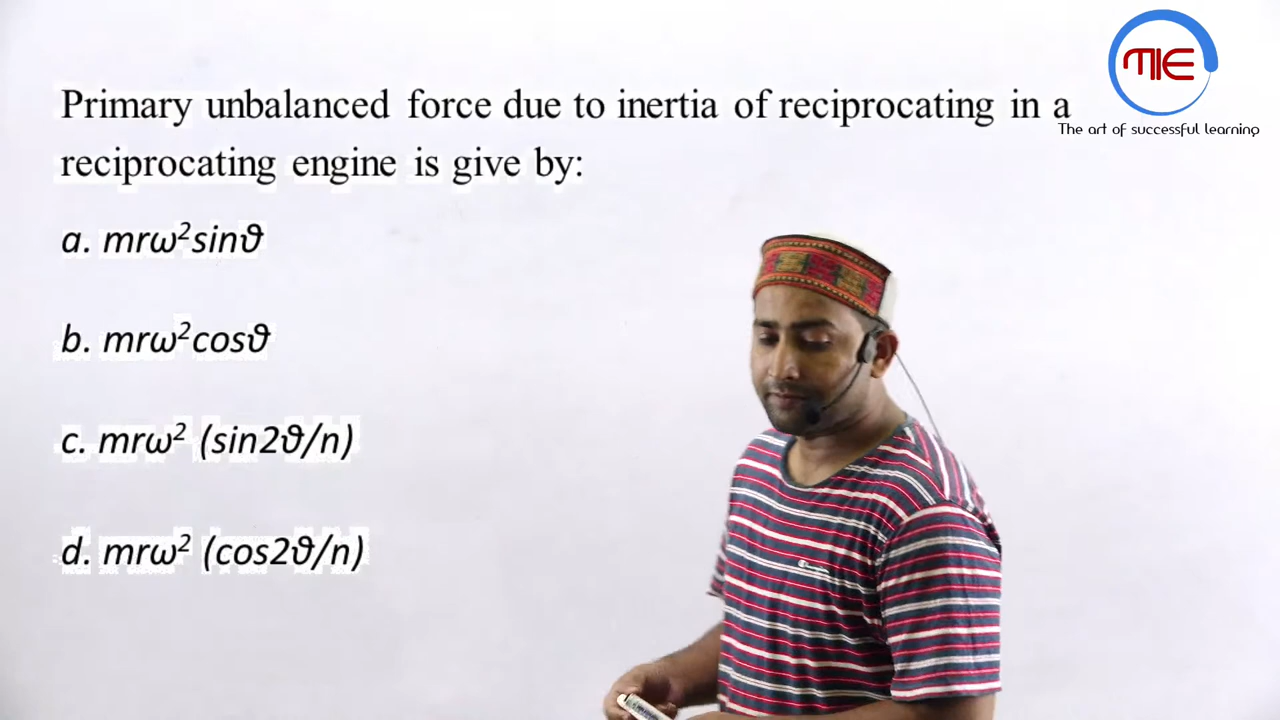 MIE
The art of successful learning
Primary unbalanced force due to inertia of reciprocating in a
reciprocating engine is give by:
a. mrω²sinϑ
b. mrω²cosϑ
c. mrω² (sin2ϑ/n)
d. mrω² (cos2ϑ/n)